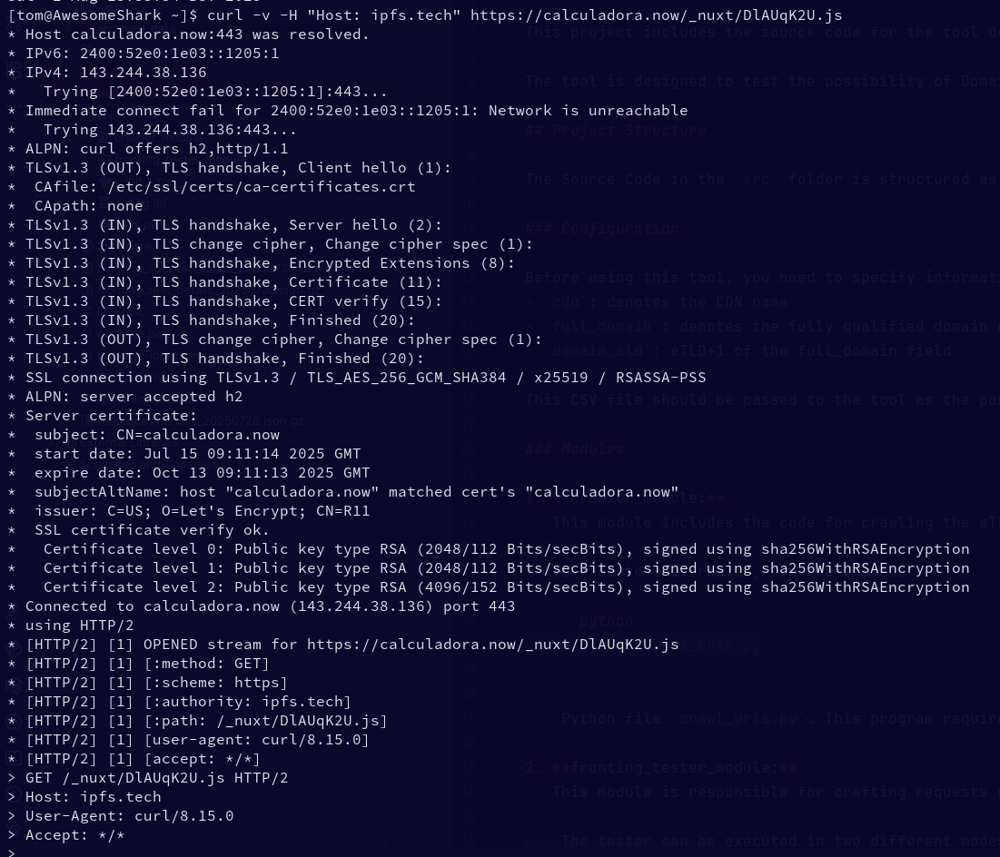 [tom@AwesomeShark ~]$ curl -v -H "Host: ipfs.tech" https://calculadora.now/_nuxt/DlAUqK2U.js
* Host calculadora.now:443 was resolved.
* IPv6: 2400:52e0:1e03::1205:1
* IPv4: 143.244.38.136
*   Trying [2400:52e0:1e03::1205:1]:443...
* Immediate connect fail for 2400:52e0:1e03::1205:1: Network is unreachable
*   Trying 143.244.38.136:443...
* ALPN: curl offers h2,http/1.1
* TLSv1.3 (OUT), TLS handshake, Client hello (1):
*  CAfile: /etc/ssl/certs/ca-certificates.crt
*  CApath: none
* TLSv1.3 (IN), TLS handshake, Server hello (2):
* TLSv1.3 (IN), TLS change cipher, Change cipher spec (1):
* TLSv1.3 (IN), TLS handshake, Encrypted Extensions (8):
* TLSv1.3 (IN), TLS handshake, Certificate (11):
* TLSv1.3 (IN), TLS handshake, CERT verify (15):
* TLSv1.3 (IN), TLS handshake, Finished (20):
* TLSv1.3 (OUT), TLS change cipher, Change cipher spec (1):
* TLSv1.3 (OUT), TLS handshake, Finished (20):
* SSL connection using TLSv1.3 / TLS_AES_256_GCM_SHA384 / x25519 / RSASSA-PSS
* ALPN: server accepted h2
* Server certificate:
*  subject: CN=calculadora.now
*  start date: Jul 15 09:11:14 2025 GMT
*  expire date: Oct 13 09:11:13 2025 GMT
*  subjectAltName: host "calculadora.now" matched cert's "calculadora.now"
*  issuer: C=US; O=Let's Encrypt; CN=R11
*  SSL certificate verify ok.
*   Certificate level 0: Public key type RSA (2048/112 Bits/secBits), signed using sha256WithRSAEncryption
*   Certificate level 1: Public key type RSA (2048/112 Bits/secBits), signed using sha256WithRSAEncryption
*   Certificate level 2: Public key type RSA (4096/152 Bits/secBits), signed using sha256WithRSAEncryption
* Connected to calculadora.now (143.244.38.136) port 443
* using HTTP/2
* [HTTP/2] [1] OPENED stream for https://calculadora.now/_nuxt/DlAUqK2U.js
* [HTTP/2] [1] [:method: GET]
* [HTTP/2] [1] [:scheme: https]
* [HTTP/2] [1] [:authority: ipfs.tech]
* [HTTP/2] [1] [:path: /_nuxt/DlAUqK2U.js]
* [HTTP/2] [1] [user-agent: curl/8.15.0]
* [HTTP/2] [1] [accept: */*]
> GET /_nuxt/DlAUqK2U.js HTTP/2
> Host: ipfs.tech
> User-Agent: curl/8.15.0
> Accept: */*
>
This project includes the source code for the tool
The tool is designed to test the possibility of
## Project Structure
The Source Code in the `src` folder is structured as
### Configuration
Before using this tool, you need to specify
- `cdn`: denotes the CDN name
- `full_domain`: denotes the fully qualified domain
`domain_sld`: eTLD+1 of the full_domain field
This CSV file should be passed to the tool as the
### Modules
This module includes the code for crawling the
```python
```
Python file `crawl_urls.py`. This program
2. **fronting_tester_module:**
This module is responsible for crafting requests
The tester can be executed in two different